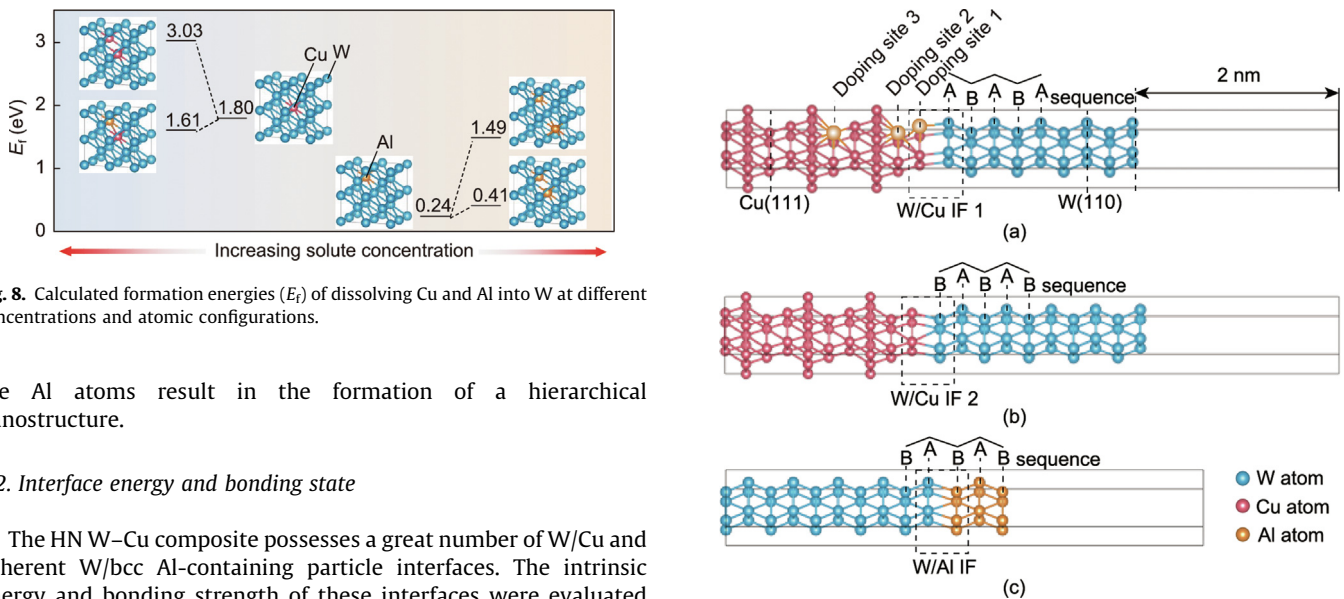 3
2
1
0
E_f (eV)
3.03
1.61
1.80
Cu W
Al
0.24
1.49
0.41
Increasing solute concentration
g. 8. Calculated formation energies (E_f) of dissolving Cu and Al into W at different
ncentrations and atomic configurations.
e Al atoms result in the formation of a hierarchical
nostructure.
2. Interface energy and bonding state
The HN W–Cu composite possesses a great number of W/Cu and
herent W/bcc Al-containing particle interfaces. The intrinsic
ergy and bonding strength of these interfaces were evaluated
Doping site 3
Doping site 2
Doping site 1
A B A B A sequence
2 nm
Cu(111)
W/Cu IF 1
W(110)
(a)
B A B A B sequence
W/Cu IF 2
(b)
B A B A B sequence
W/Al IF
(c)
W atom
Cu atom
Al atom